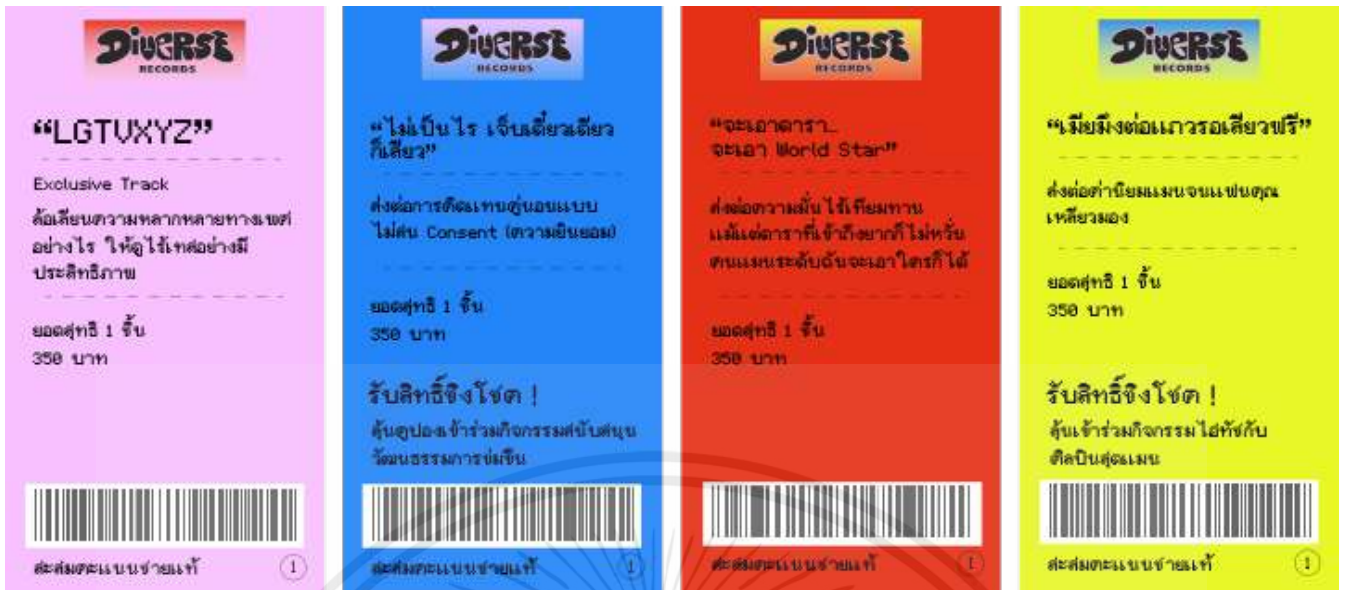 DIVERSE
RECORDS
“LGTVXYZ”
Exclusive Track
ล้อเลียนความหลากหลายทางเพศ
อย่างไร ให้ดูไร้เทสอย่างมี
ประสิทธิภาพ
ยอดสุทธิ 1 ชิ้น
350 บาท
สะสมคะแนนชายแท้
1
DIVERSE
RECORDS
“ไม่เป็นไร เจ็บเดี๋ยวเดียว
ก็เสียว”
ส่งต่อการคิดแทนคู่นอนแบบ
ไม่สน Consent (ความยินยอม)
ยอดสุทธิ 1 ชิ้น
350 บาท
รับสิทธิ์ชิงโชค !
ลุ้นคูปองเข้าร่วมกิจกรรมสนับสนุน
วัฒนธรรมการข่มขืน
สะสมคะแนนชายแท้
1
DIVERSE
RECORDS
“จะเอาดารา…
จะเอา World Star”
ส่งต่อความมั่นไร้เทียมทาน
แม้แต่ดาราที่เข้าถึงยากก็ไม่หวั่น
คนแมนระดับฉันจะเอาใครก็ได้
ยอดสุทธิ 1 ชิ้น
350 บาท
สะสมคะแนนชายแท้
1
DIVERSE
RECORDS
“เมียมึงต่อแถวรอเสียวฟรี”
ส่งต่อค่านิยมแมนจนแฟนคุณ
เหลียวมอง
ยอดสุทธิ 1 ชิ้น
350 บาท
รับสิทธิ์ชิงโชค !
ลุ้นเข้าร่วมกิจกรรมไฮทัชกับ
ศิลปินสุดแมน
สะสมคะแนนชายแท้
1